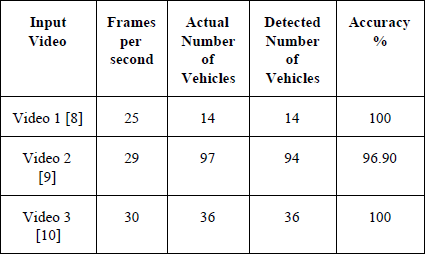 Input Video | Frames per second | Actual Number of Vehicles | Detected Number of Vehicles | Accuracy %
Video 1 [8] | 25 | 14 | 14 | 100
Video 2 [9] | 29 | 97 | 94 | 96.90
Video 3 [10] | 30 | 36 | 36 | 100